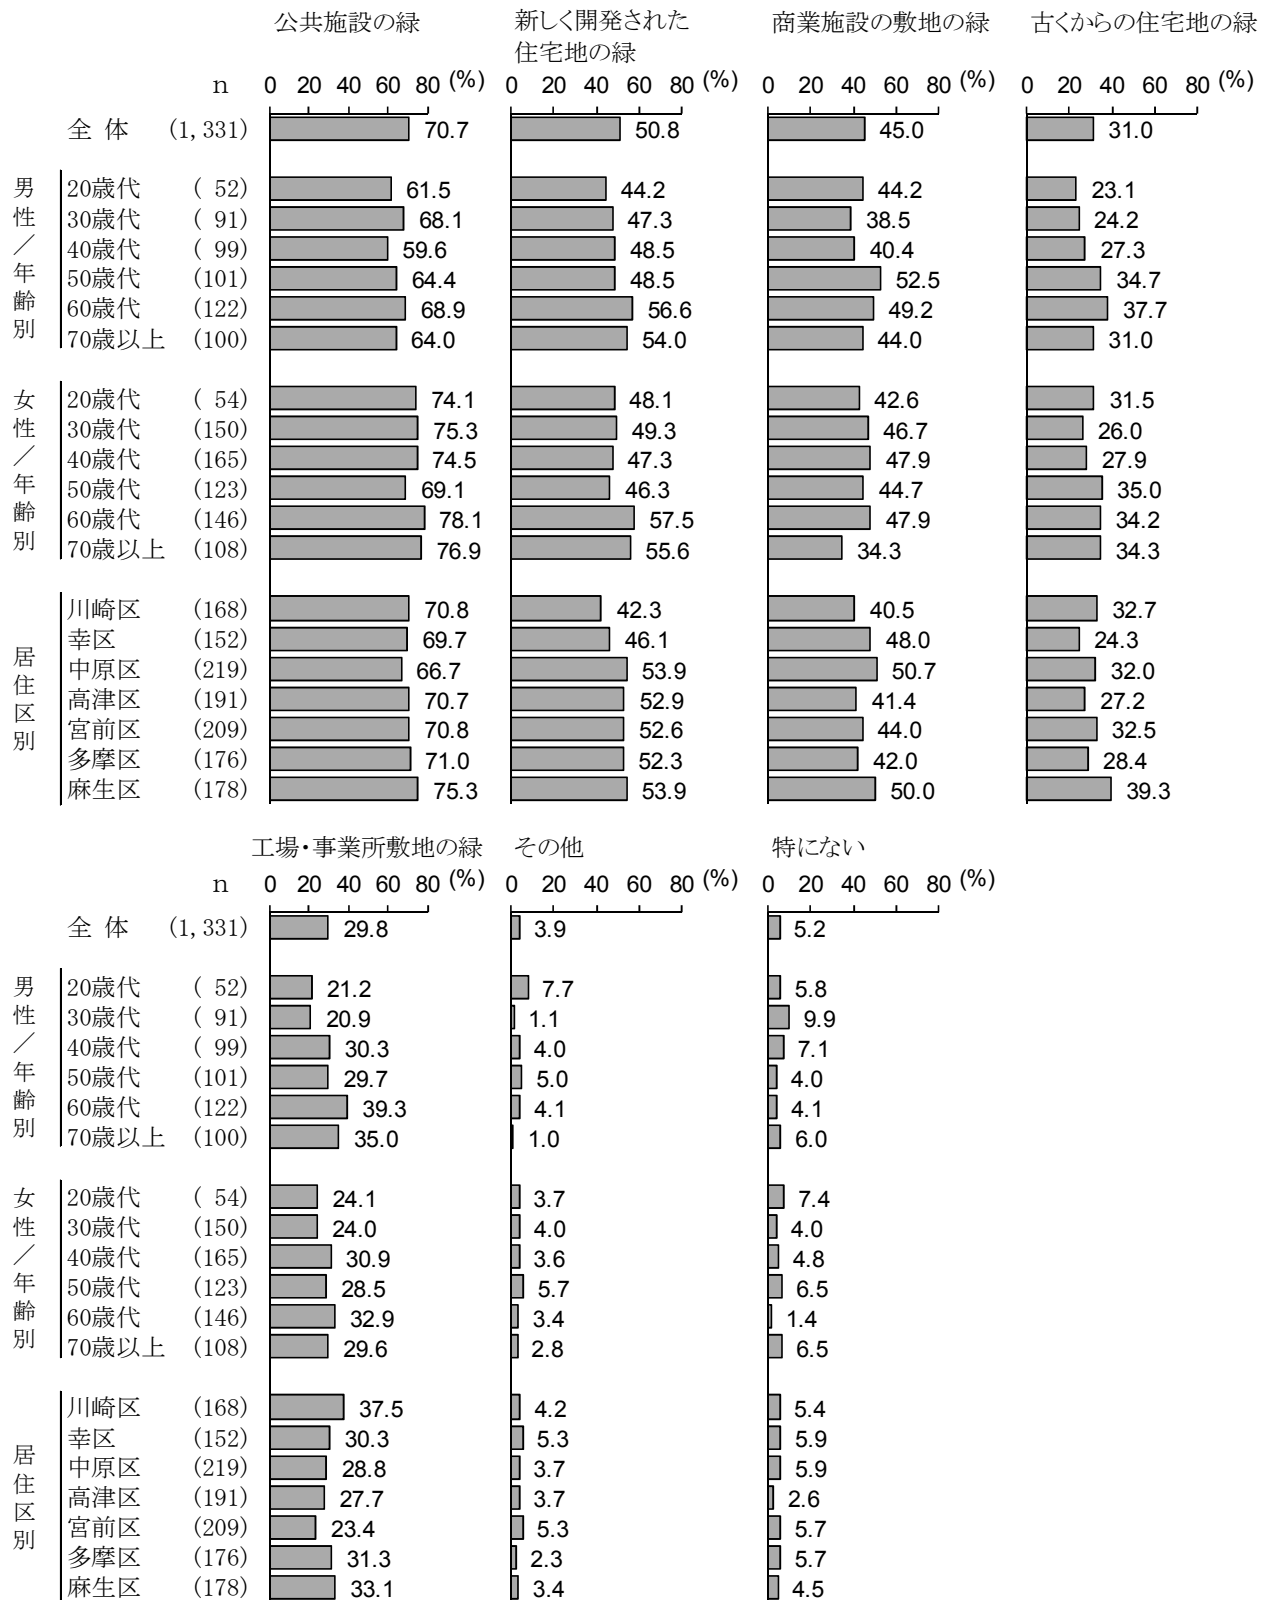 公共施設の緑 新しく開発された 商業施設の敷地の緑 古くからの住宅地の緑
住宅地の緑
n 0 20 40 60 80 (%) 0 20 40 60 80 (%) 0 20 40 60 80 (%) 0 20 40 60 80 (%)
全 体 (1,331) 70.7 50.8 45.0 31.0
男性／年齢別
20歳代 ( 52) 61.5 44.2 44.2 23.1
30歳代 ( 91) 68.1 47.3 38.5 24.2
40歳代 ( 99) 59.6 48.5 40.4 27.3
50歳代 (101) 64.4 48.5 52.5 34.7
60歳代 (122) 68.9 56.6 49.2 37.7
70歳以上 (100) 64.0 54.0 44.0 31.0
女性／年齢別
20歳代 ( 54) 74.1 48.1 42.6 31.5
30歳代 (150) 75.3 49.3 46.7 26.0
40歳代 (165) 74.5 47.3 47.9 27.9
50歳代 (123) 69.1 46.3 44.7 35.0
60歳代 (146) 78.1 57.5 47.9 34.2
70歳以上 (108) 76.9 55.6 34.3 34.3
居住区別
川崎区 (168) 70.8 42.3 40.5 32.7
幸区 (152) 69.7 46.1 48.0 24.3
中原区 (219) 66.7 53.9 50.7 32.0
高津区 (191) 70.7 52.9 41.4 27.2
宮前区 (209) 70.8 52.6 44.0 32.5
多摩区 (176) 71.0 52.3 42.0 28.4
麻生区 (178) 75.3 53.9 50.0 39.3
工場・事業所敷地の緑 その他 特にない
n 0 20 40 60 80 (%) 0 20 40 60 80 (%) 0 20 40 60 80 (%)
全 体 (1,331) 29.8 3.9 5.2
男性／年齢別
20歳代 ( 52) 21.2 7.7 5.8
30歳代 ( 91) 20.9 1.1 9.9
40歳代 ( 99) 30.3 4.0 7.1
50歳代 (101) 29.7 5.0 4.0
60歳代 (122) 39.3 4.1 4.1
70歳以上 (100) 35.0 1.0 6.0
女性／年齢別
20歳代 ( 54) 24.1 3.7 7.4
30歳代 (150) 24.0 4.0 4.0
40歳代 (165) 30.9 3.6 4.8
50歳代 (123) 28.5 5.7 6.5
60歳代 (146) 32.9 3.4 1.4
70歳以上 (108) 29.6 2.8 6.5
居住区別
川崎区 (168) 37.5 4.2 5.4
幸区 (152) 30.3 5.3 5.9
中原区 (219) 28.8 3.7 5.9
高津区 (191) 27.7 3.7 2.6
宮前区 (209) 23.4 5.3 5.7
多摩区 (176) 31.3 2.3 5.7
麻生区 (178) 33.1 3.4 4.5